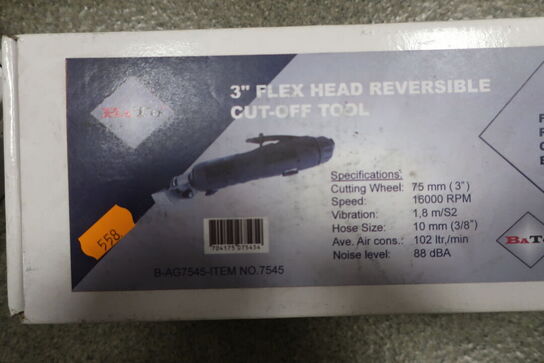 BATO
3" FLEX HEAD REVERSIBLE
CUT-OFF TOOL
Specifications:
Cutting Wheel: 75 mm (3")
Speed: 16000 RPM
Vibration: 1,8 m/S2
Hose Size: 10 mm (3/8")
Ave. Air cons.: 102 ltr,/min
Noise level: 88 dBA
558
B-AG7545-ITEM NO.7545
BAT